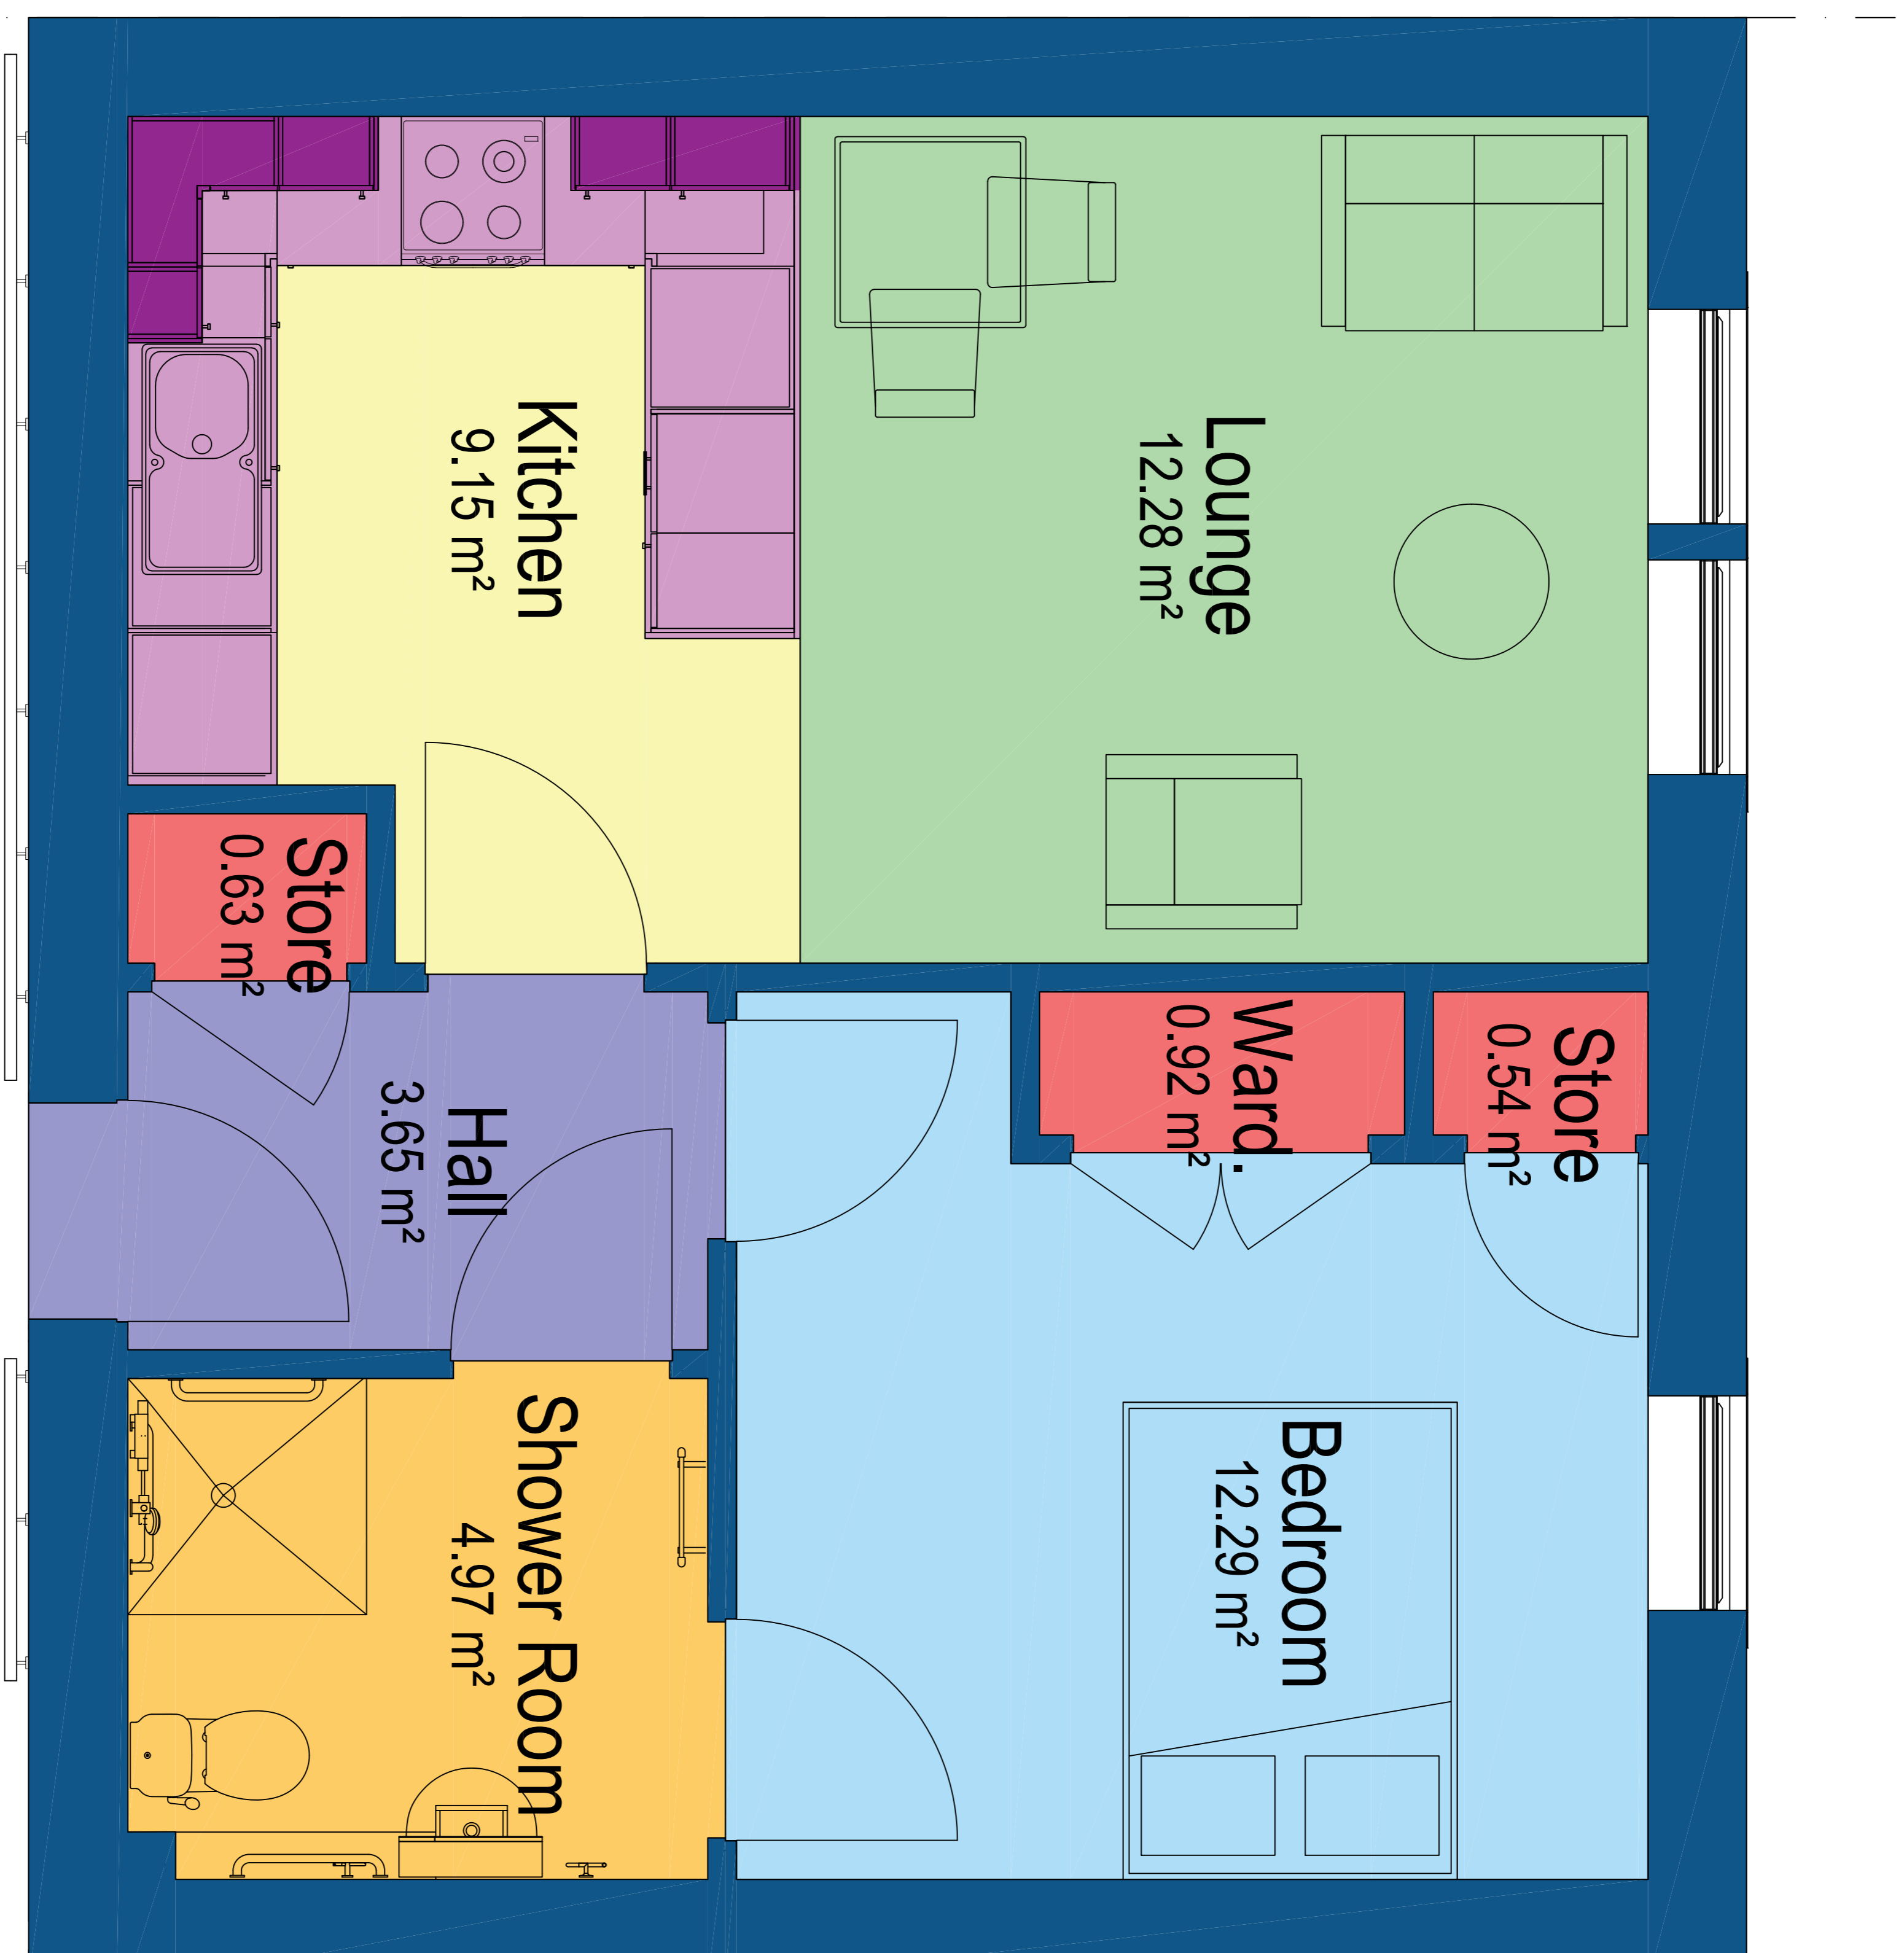 Kitchen
9.15 m²
Lounge
12.28 m²
Store
0.63 m²
Hall
3.65 m²
Ward.
0.92 m²
Store
0.54 m²
Shower Room
4.97 m²
Bedroom
12.29 m²